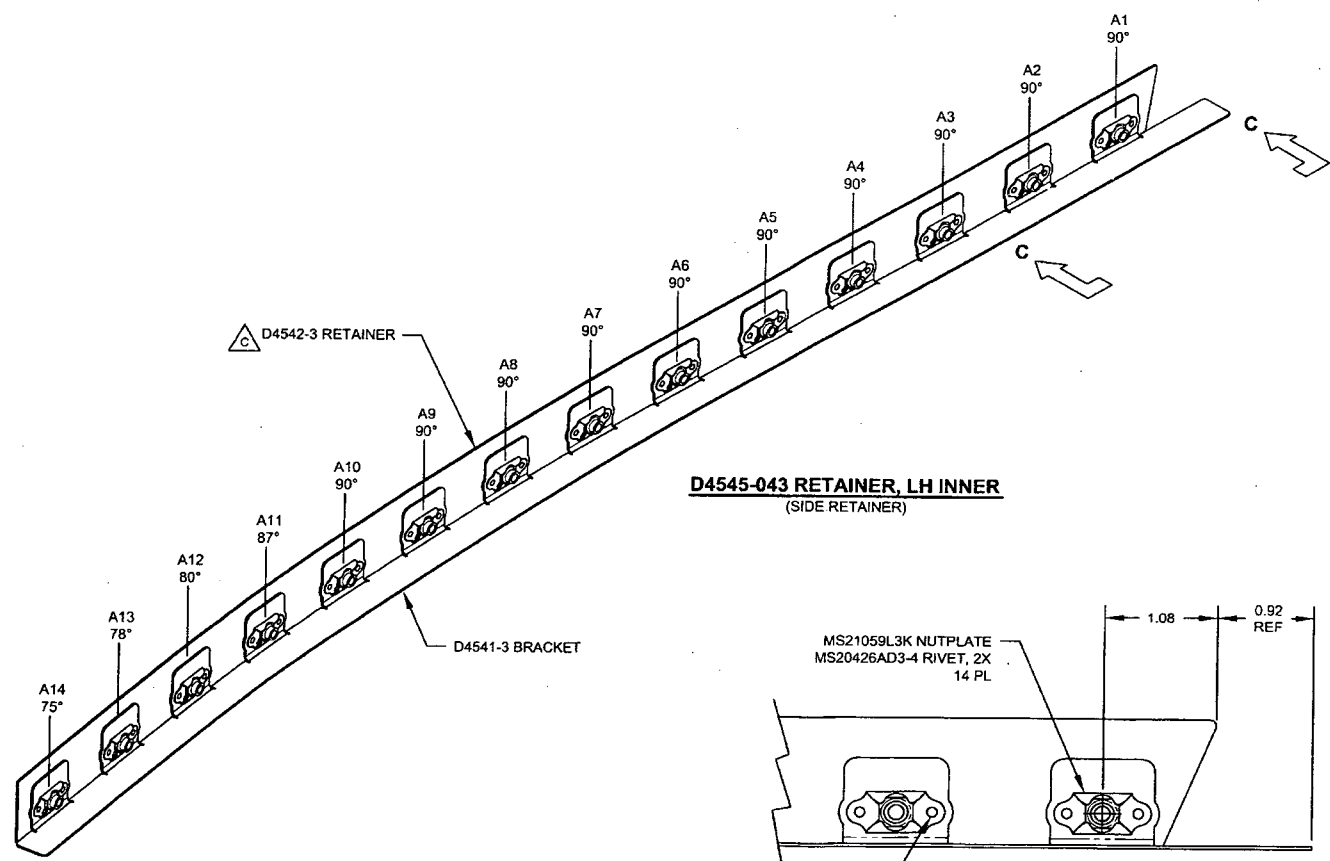 A1
90°
A2
90°
A3
90°
A4
90°
A5
90°
A6
90°
A7
90°
A8
90°
A9
90°
A10
90°
A11
87°
A12
80°
A13
78°
A14
75°
C
C
C D4542-3 RETAINER
D4541-3 BRACKET
D4545-043 RETAINER, LH INNER
(SIDE RETAINER)
MS21059L3K NUTPLATE
MS20426AD3-4 RIVET, 2X
14 PL
1.08
0.92
REF